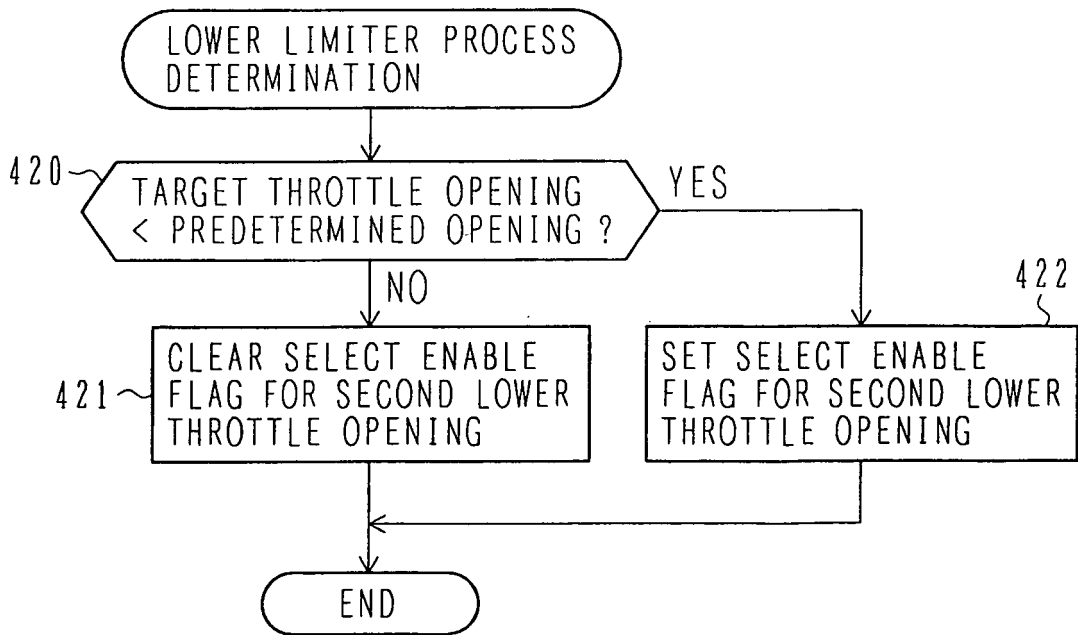 LOWER LIMITER PROCESS
DETERMINATION
420
TARGET THROTTLE OPENING
< PREDETERMINED OPENING ?
YES
NO
422
421
CLEAR SELECT ENABLE
FLAG FOR SECOND LOWER
THROTTLE OPENING
SET SELECT ENABLE
FLAG FOR SECOND LOWER
THROTTLE OPENING
END